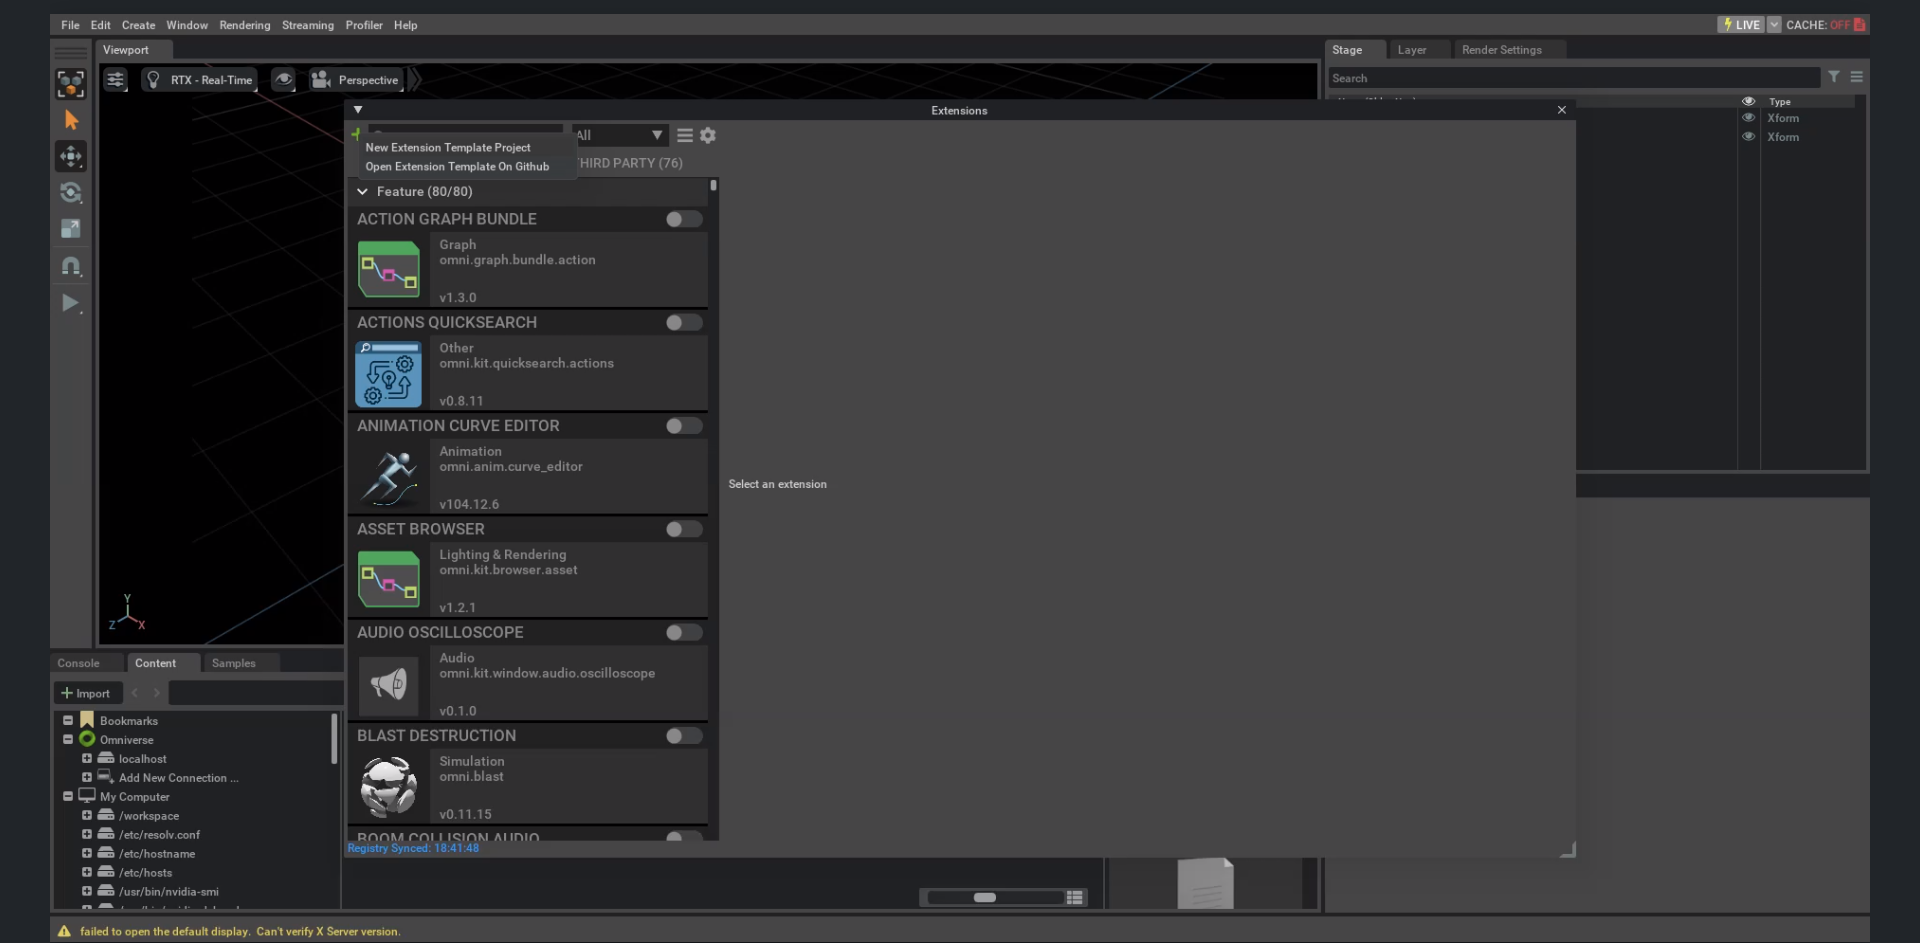 File Edit Create Window Rendering Streaming Profiler Help
LIVE CACHE: OFF
Viewport
Stage Layer Render Settings
RTX - Real-Time Perspective
Search
Extensions
Type
Xform
Xform
All
New Extension Template Project
Open Extension Template On Github
THIRD PARTY (76)
Feature (80/80)
ACTION GRAPH BUNDLE
Graph
omni.graph.bundle.action
v1.3.0
ACTIONS QUICKSEARCH
Other
omni.kit.quicksearch.actions
v0.8.11
ANIMATION CURVE EDITOR
Animation
omni.anim.curve_editor
v104.12.6
Select an extension
ASSET BROWSER
Lighting & Rendering
omni.kit.browser.asset
v1.2.1
AUDIO OSCILLOSCOPE
Audio
omni.kit.window.audio.oscilloscope
v0.1.0
BLAST DESTRUCTION
Simulation
omni.blast
v0.11.15
BOOM COLLISION AUDIO
Registry Synced: 18:41:48
Y
Z X
Console Content Samples
Import
Bookmarks
Omniverse
localhost
Add New Connection ...
My Computer
/workspace
/etc/resolv.conf
/etc/hostname
/etc/hosts
/usr/bin/nvidia-smi
failed to open the default display. Can't verify X Server version.